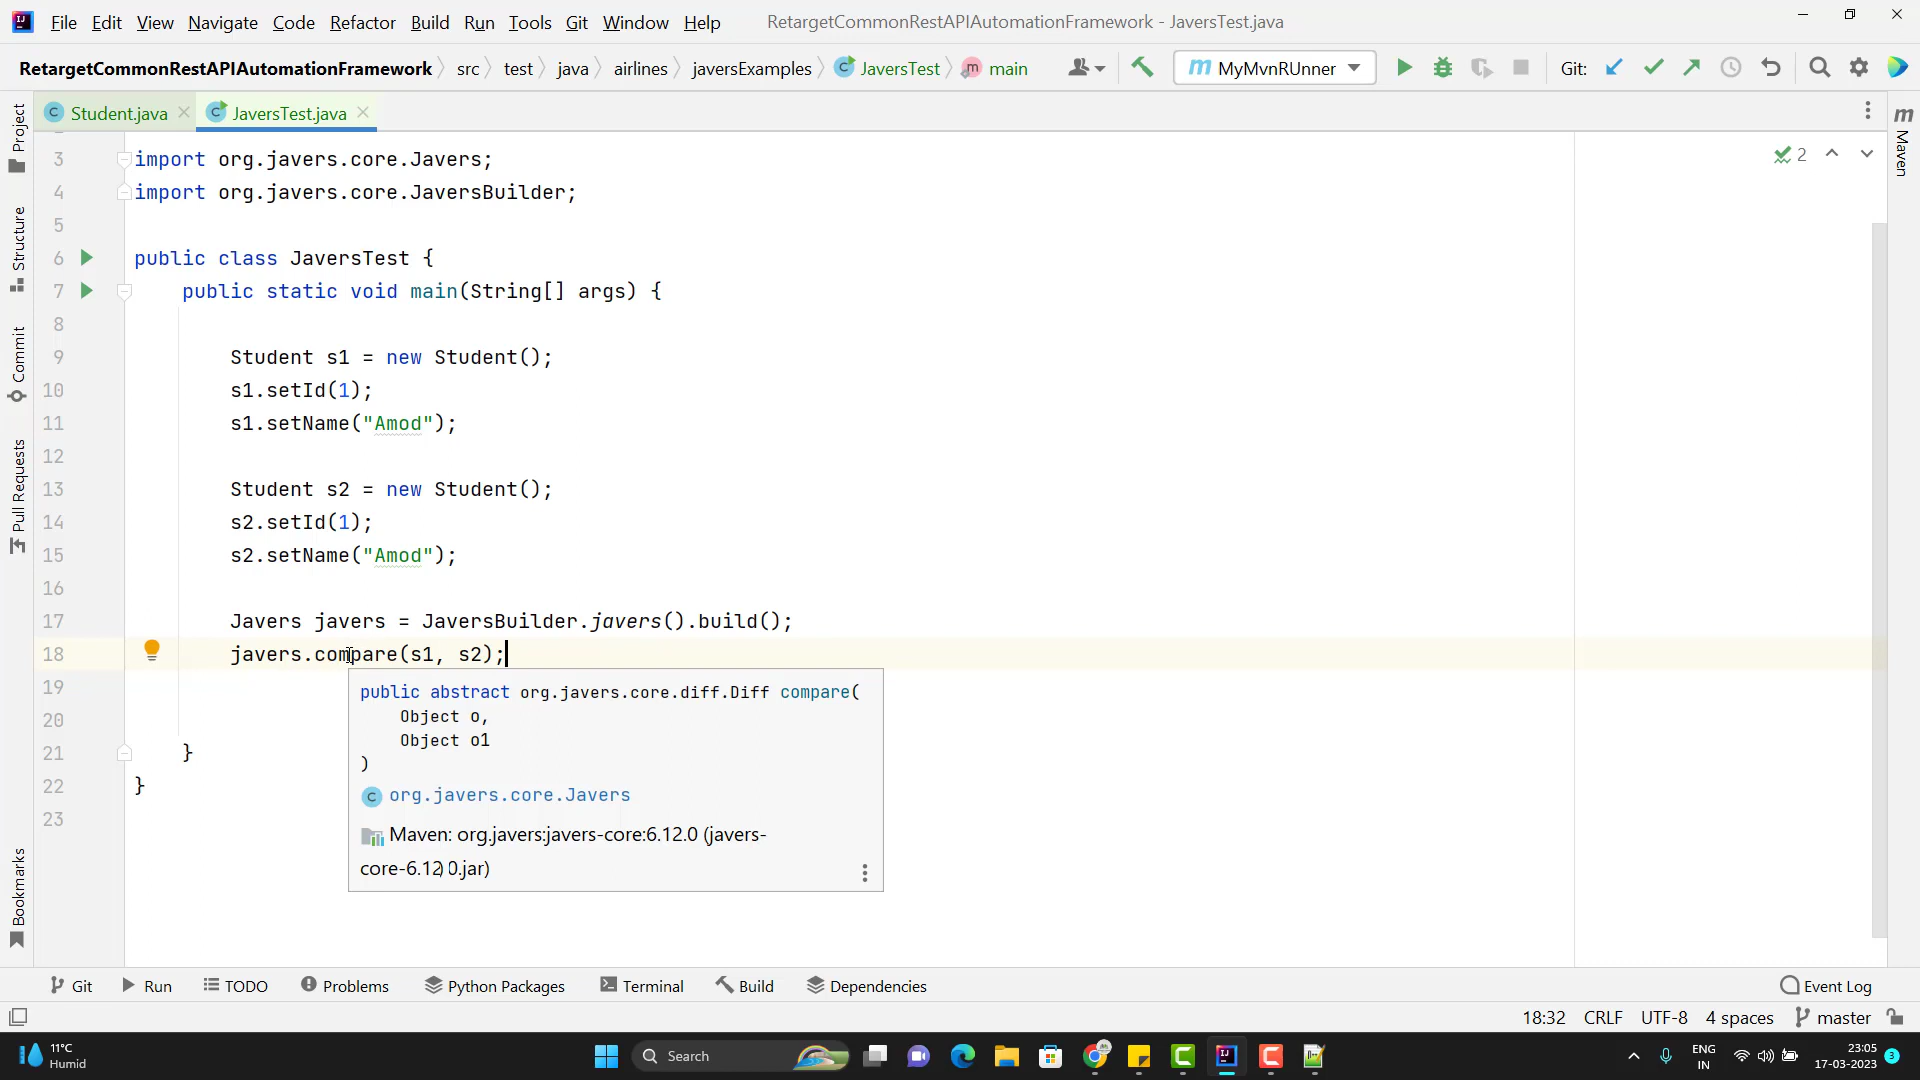 File Edit View Navigate Code Refactor Build Run Tools Git Window Help RetargetCommonRestAPIAutomationFramework - JaversTest.java
RetargetCommonRestAPIAutomationFramework src test java airlines javersExamples JaversTest main MyMvnRUnner Git:
Student.java JaversTest.java
Project
Structure
Commit
Pull Requests
Bookmarks
Maven
2
3 import org.javers.core.Javers;
4 import org.javers.core.JaversBuilder;
5
6 public class JaversTest {
7 public static void main(String[] args) {
8
9 Student s1 = new Student();
10 s1.setId(1);
11 s1.setName("Amod");
12
13 Student s2 = new Student();
14 s2.setId(1);
15 s2.setName("Amod");
16
17 Javers javers = JaversBuilder.javers().build();
18 javers.compare(s1, s2);
19
20
21 }
22 }
23
public abstract org.javers.core.diff.Diff compare(
Object o,
Object o1
)
org.javers.core.Javers
Maven: org.javers:javers-core:6.12.0 (javers-
core-6.12.0.jar)
Git Run TODO Problems Python Packages Terminal Build Dependencies Event Log
18:32 CRLF UTF-8 4 spaces master
11°C
Humid
Search
ENG
IN
23:05
17-03-2023
3